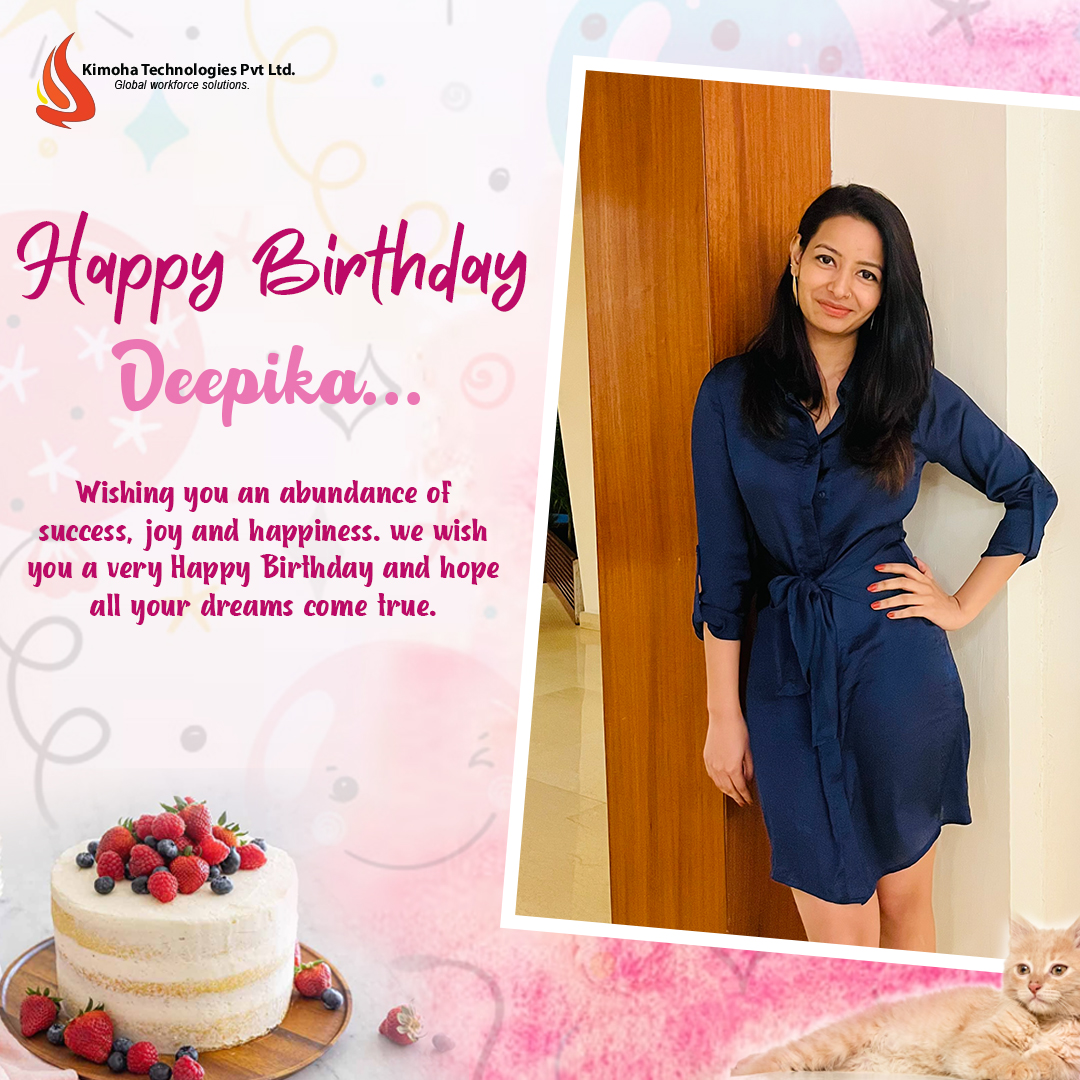 Kimoha Technologies Pvt Ltd.
Global workforce solutions.
Happy Birthday
Deepika...
Wishing you an abundance of
success, joy and happiness. we wish
you a very Happy Birthday and hope
all your dreams come true.